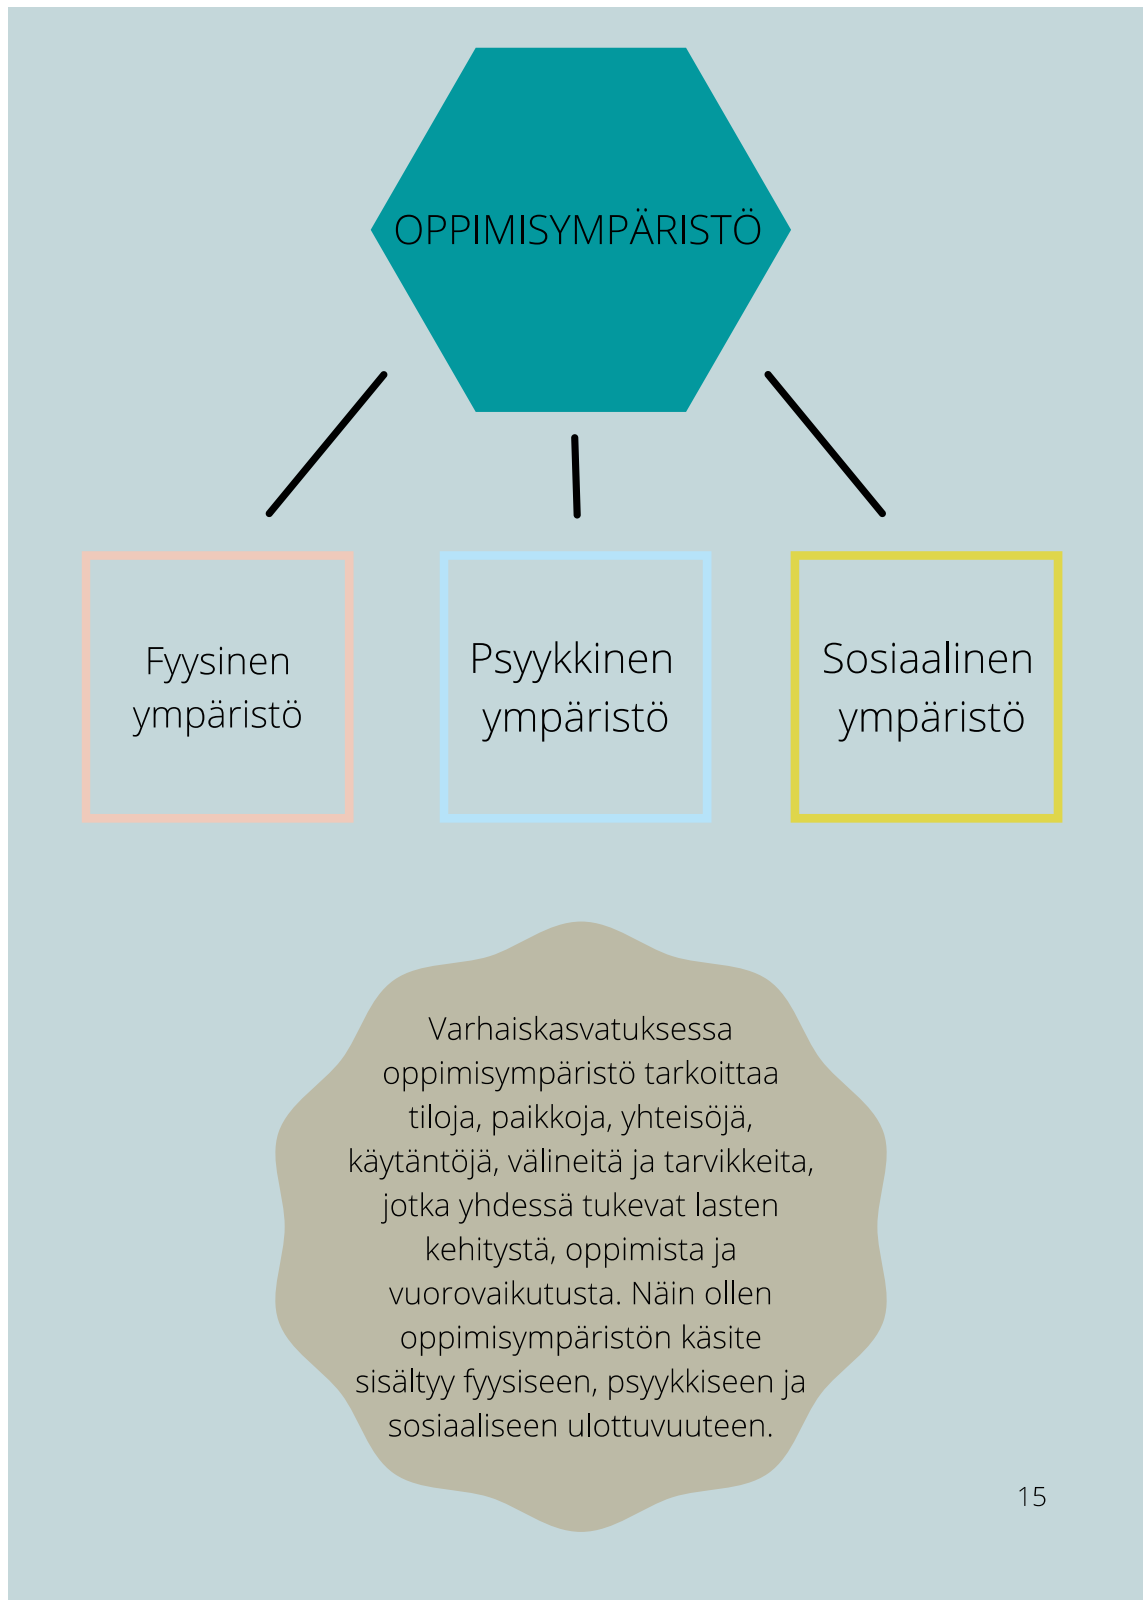 OPPIMISYMPÄRISTÖ
Fyysinen
ympäristö
Psyykkinen
ympäristö
Sosiaalinen
ympäristö
Varhaiskasvatuksessa
oppimisympäristö tarkoittaa
tiloja, paikkoja, yhteisöjä,
käytäntöjä, välineitä ja tarvikkeita,
jotka yhdessä tukevat lasten
kehitystä, oppimista ja
vuorovaikutusta. Näin ollen
oppimisympäristön käsite
sisältyy fyysiseen, psyykkiseen ja
sosiaaliseen ulottuvuuteen.
15